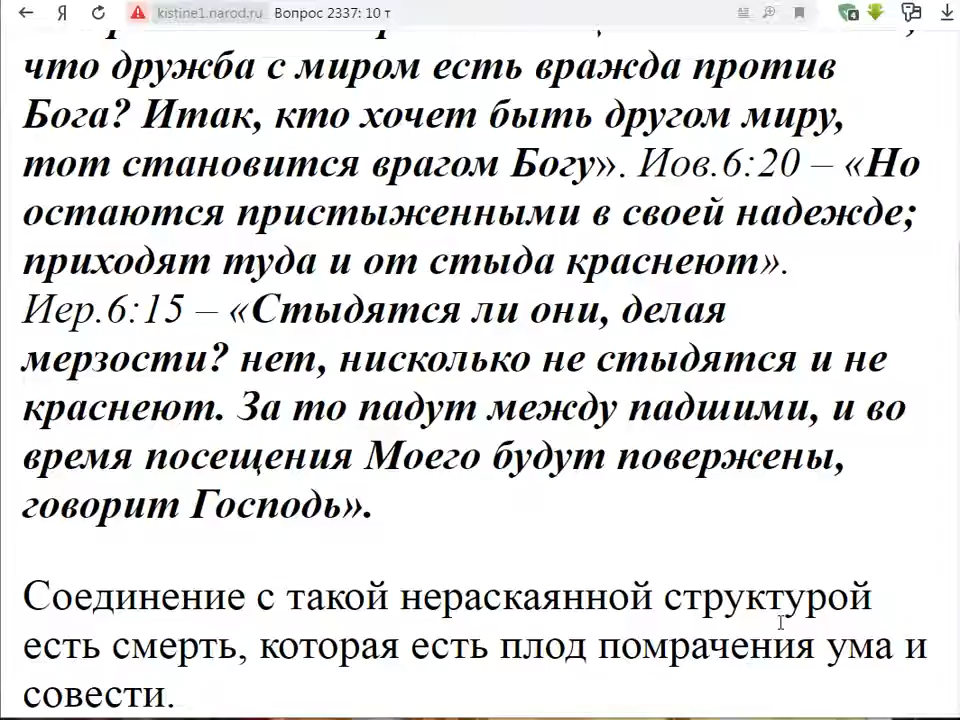 kistine1.narod.ru Вопрос 2337: 10 т
что дружба с миром есть вражда против
Бога? Итак, кто хочет быть другом миру,
тот становится врагом Богу». Иов.6:20 – «Но
остаются пристыженными в своей надежде;
приходят туда и от стыда краснеют».
Иер.6:15 – «Стыдятся ли они, делая
мерзости? нет, нисколько не стыдятся и не
краснеют. За то падут между падшими, и во
время посещения Моего будут повержены,
говорит Господь».
Соединение с такой нераскаянной структурой
есть смерть, которая есть плод помрачения ума и
совести.